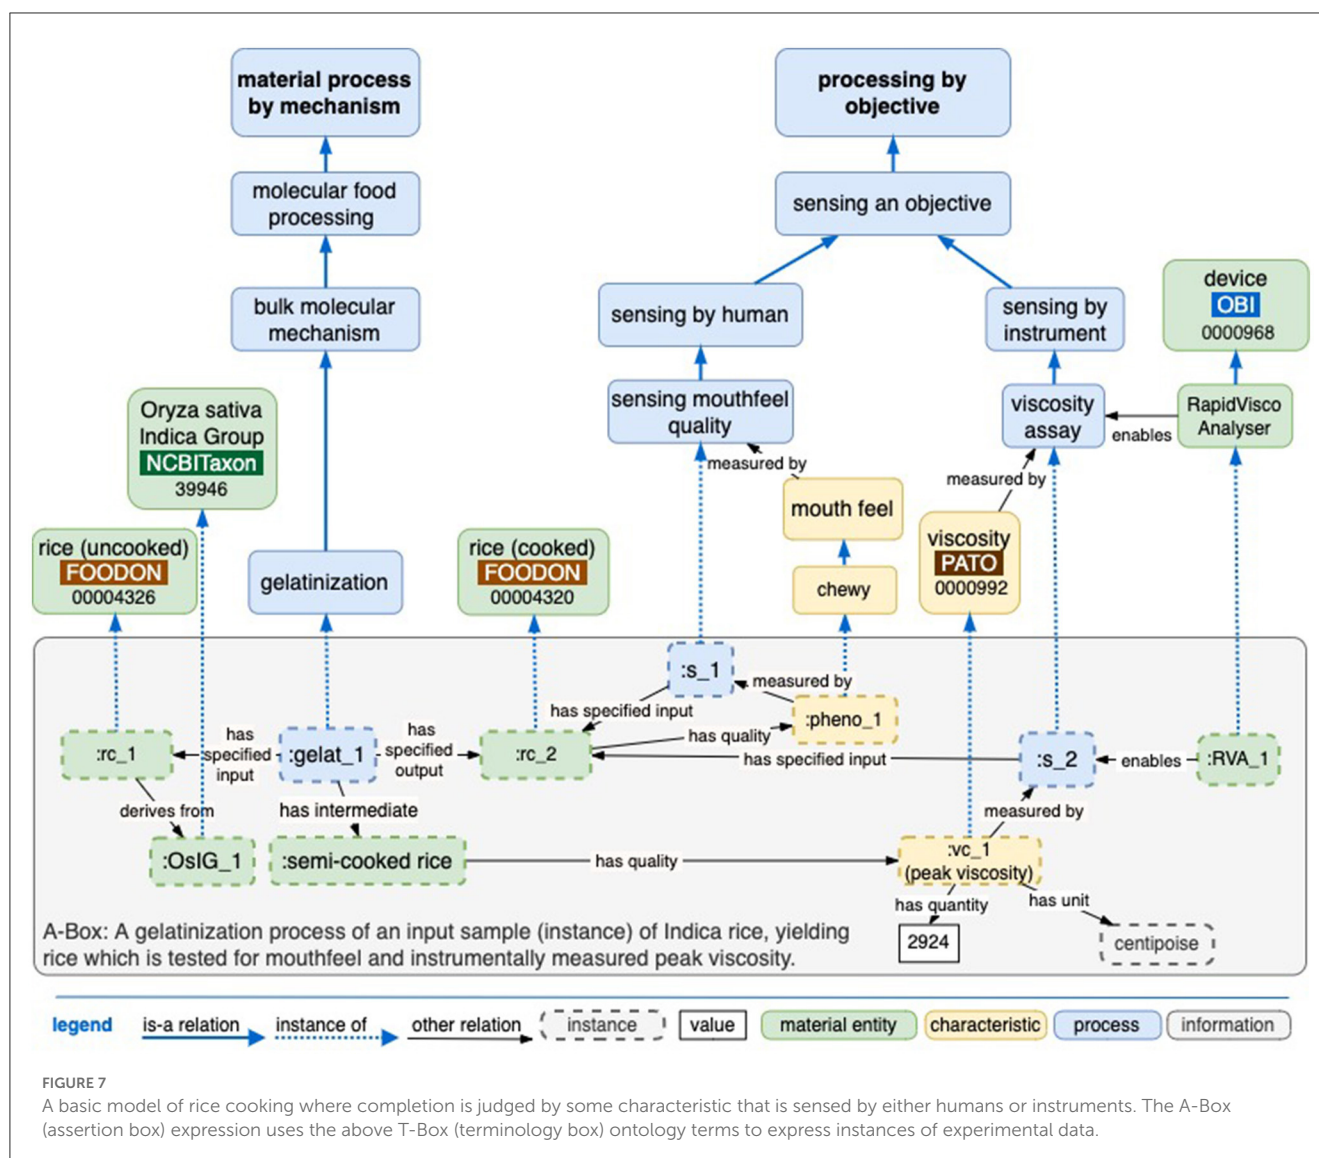 material process
by mechanism
processing by
objective
molecular food
processing
sensing an objective
bulk molecular
mechanism
sensing by human
sensing by
instrument
device
OBI
0000968
Oryza sativa
Indica Group
NCBITaxon
39946
sensing mouthfeel
quality
viscosity
assay
enables
RapidVisco
Analyser
measured by
measured by
mouth feel
rice (uncooked)
FOODON
00004326
gelatinization
rice (cooked)
FOODON
00004320
chewy
viscosity
PATO
0000992
:s_1
measured by
has specified input
:pheno_1
:rc_1
has
specified
input
:gelat_1
has
specified
output
:rc_2
has quality
has specified input
:s_2
enables
:RVA_1
derives from
has intermediate
measured by
:OsIG_1
:semi-cooked rice
has quality
:vc_1
(peak viscosity)
has quantity
has unit
2924
centipoise
A-Box: A gelatinization process of an input sample (instance) of Indica rice, yielding
rice which is tested for mouthfeel and instrumentally measured peak viscosity.
legend
is-a relation
instance of
other relation
instance
value
material entity
characteristic
process
information
FIGURE 7
A basic model of rice cooking where completion is judged by some characteristic that is sensed by either humans or instruments. The A-Box
(assertion box) expression uses the above T-Box (terminology box) ontology terms to express instances of experimental data.